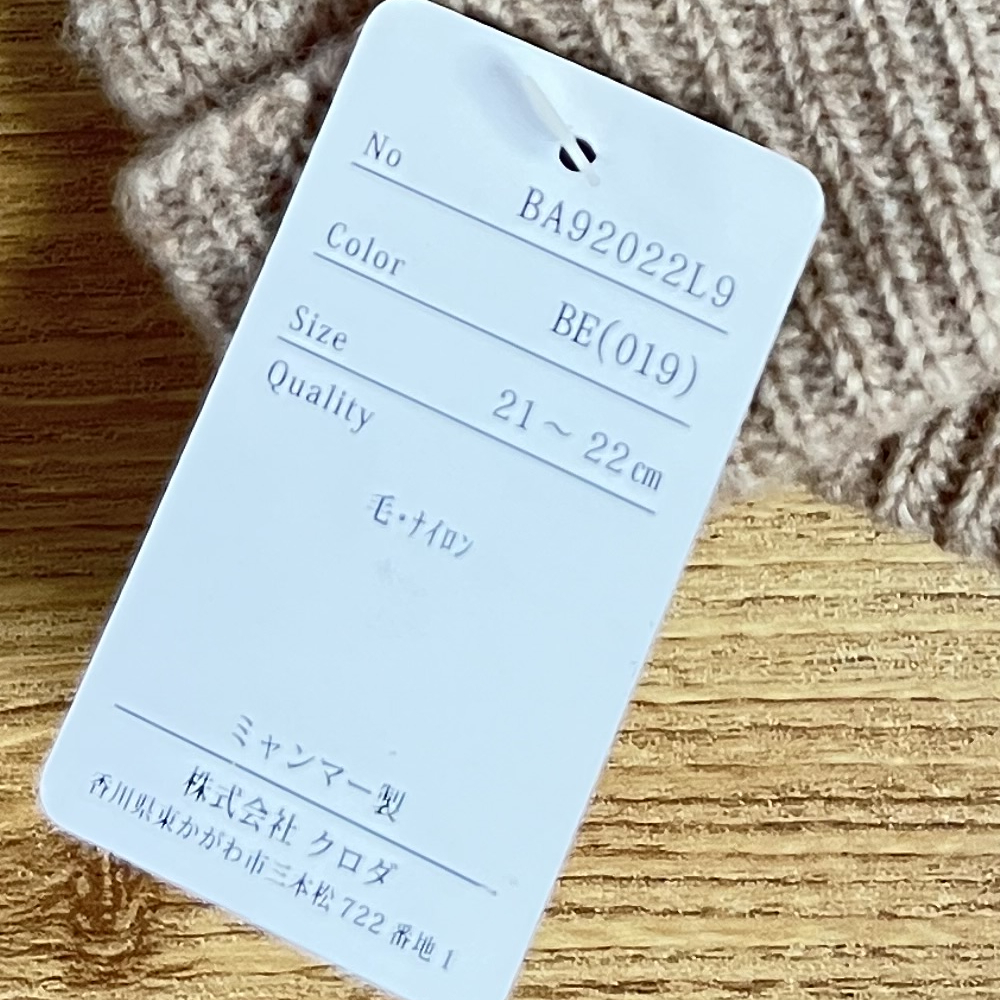 No
BA92022L9
Color
BE(019)
Size
21～22cm
Quality
毛・ナイロン
ミャンマー製
株式会社 クロダ
香川県東かがわ市三本松722番地1